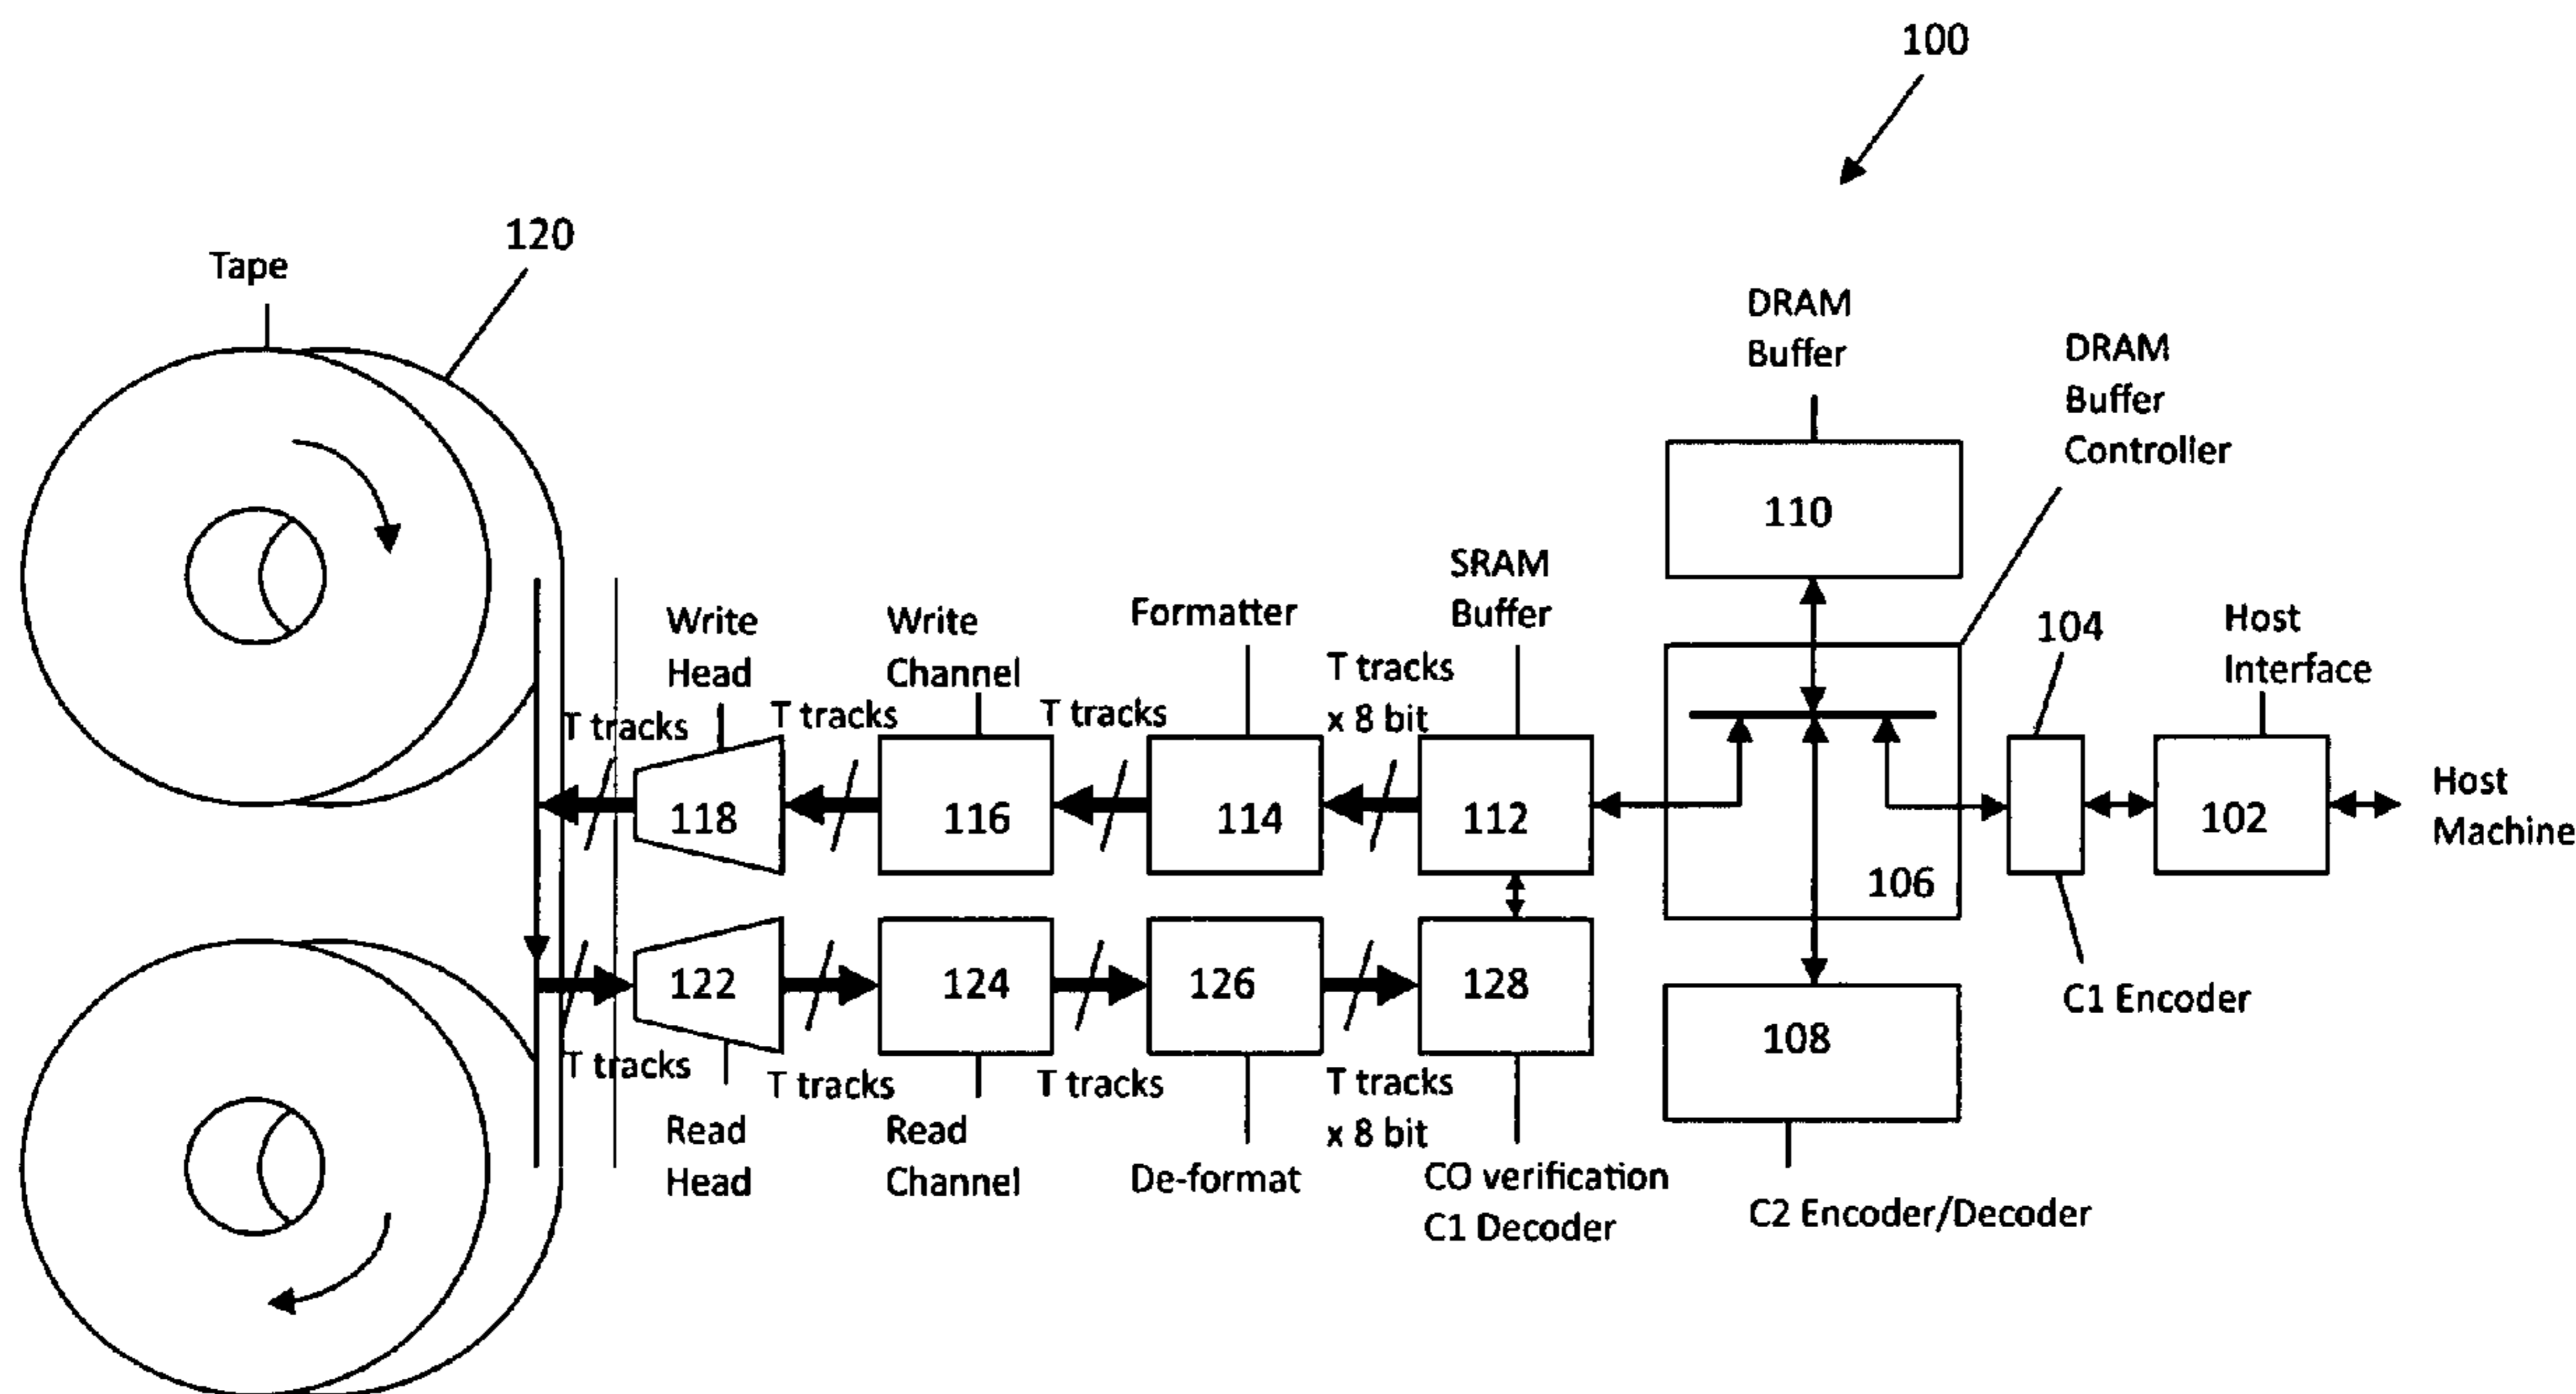 100
120
Tape
DRAM
Buffer
DRAM
Buffer
Controller
110
SRAM
Buffer
Formatter
Write
Head
Write
Channel
104
Host
Interface
T tracks
x 8 bit
T tracks
T tracks
T tracks
118
116
114
112
106
102
Host
Machine
122
124
126
128
108
C1 Encoder
T tracks
T tracks
T tracks
T tracks
x 8 bit
Read
Head
Read
Channel
De-format
CO verification
C1 Decoder
C2 Encoder/Decoder